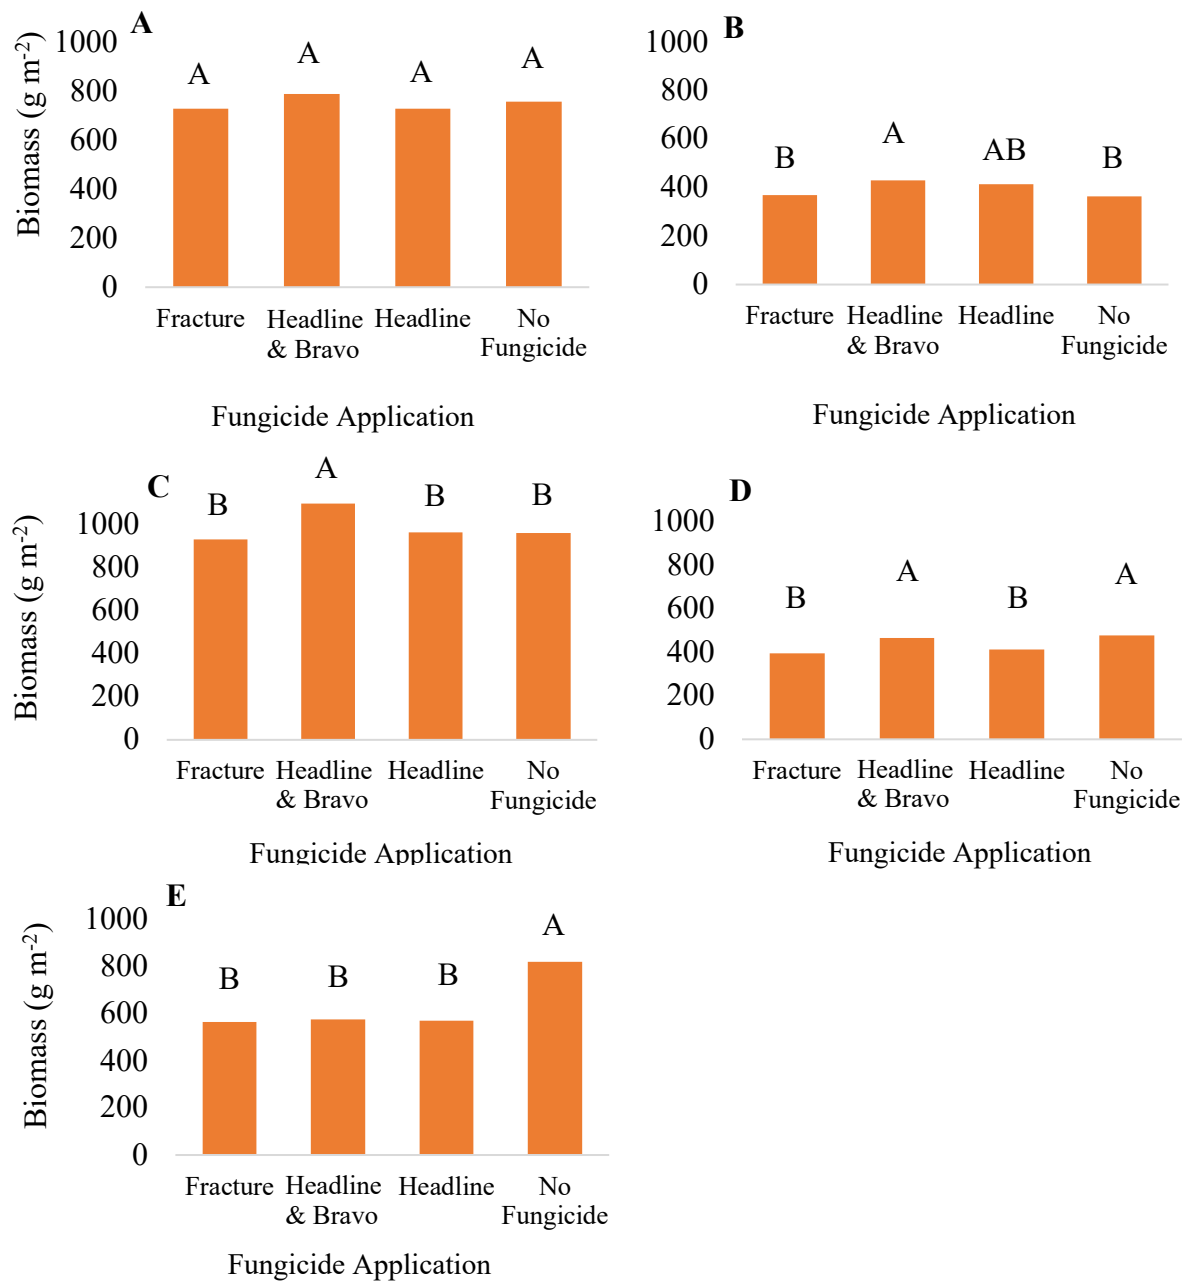 A
Biomass (g m-2)
1000
800
600
400
200
0
A
A
A
A
Fracture
Headline
& Bravo
Headline
No
Fungicide
Fungicide Application
B
1000
800
600
400
200
0
B
A
AB
B
Fracture
Headline
& Bravo
Headline
No
Fungicide
Fungicide Application
C
Biomass (g m-2)
1000
800
600
400
200
0
B
A
B
B
Fracture
Headline
& Bravo
Headline
No
Fungicide
Fungicide Application
D
1000
800
600
400
200
0
B
A
B
A
Fracture
Headline
& Bravo
Headline
No
Fungicide
Fungicide Application
E
Biomass (g m-2)
1000
800
600
400
200
0
B
B
B
A
Fracture
Headline
& Bravo
Headline
No
Fungicide
Fungicide Application